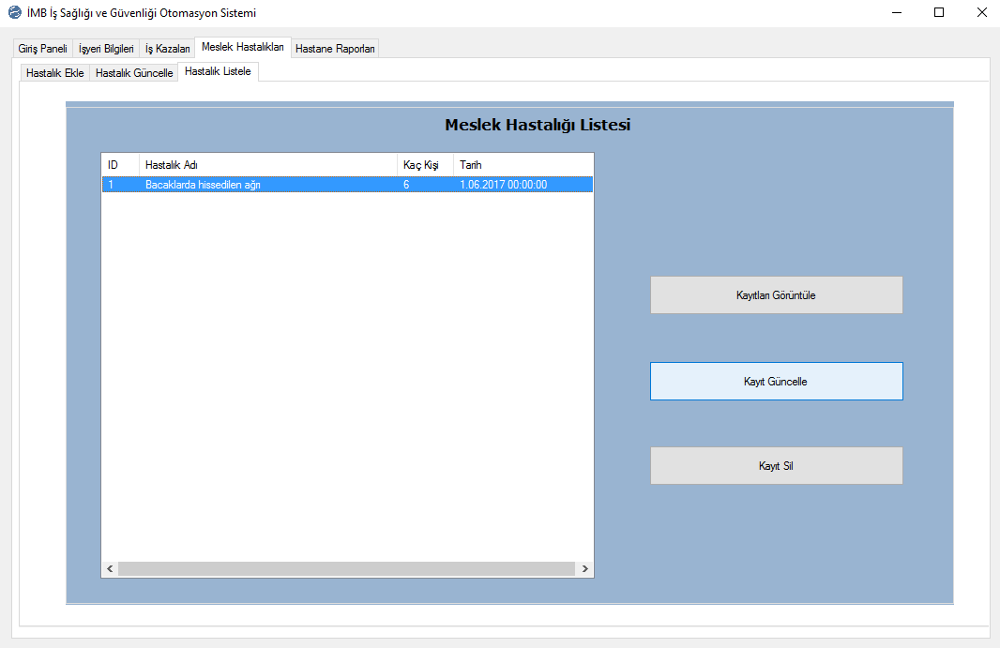 İMB İş Sağlığı ve Güvenliği Otomasyon Sistemi
Giriş Paneli İşyeri Bilgileri İş Kazaları Meslek Hastalıkları Hastane Raporları
Hastalık Ekle Hastalık Güncelle Hastalık Listele
Meslek Hastalığı Listesi
ID Hastalık Adı Kaç Kişi Tarih
1 Bacaklarda hissedilen ağrı 6 1.06.2017 00:00:00
Kayıtları Görüntüle
Kayıt Güncelle
Kayıt Sil